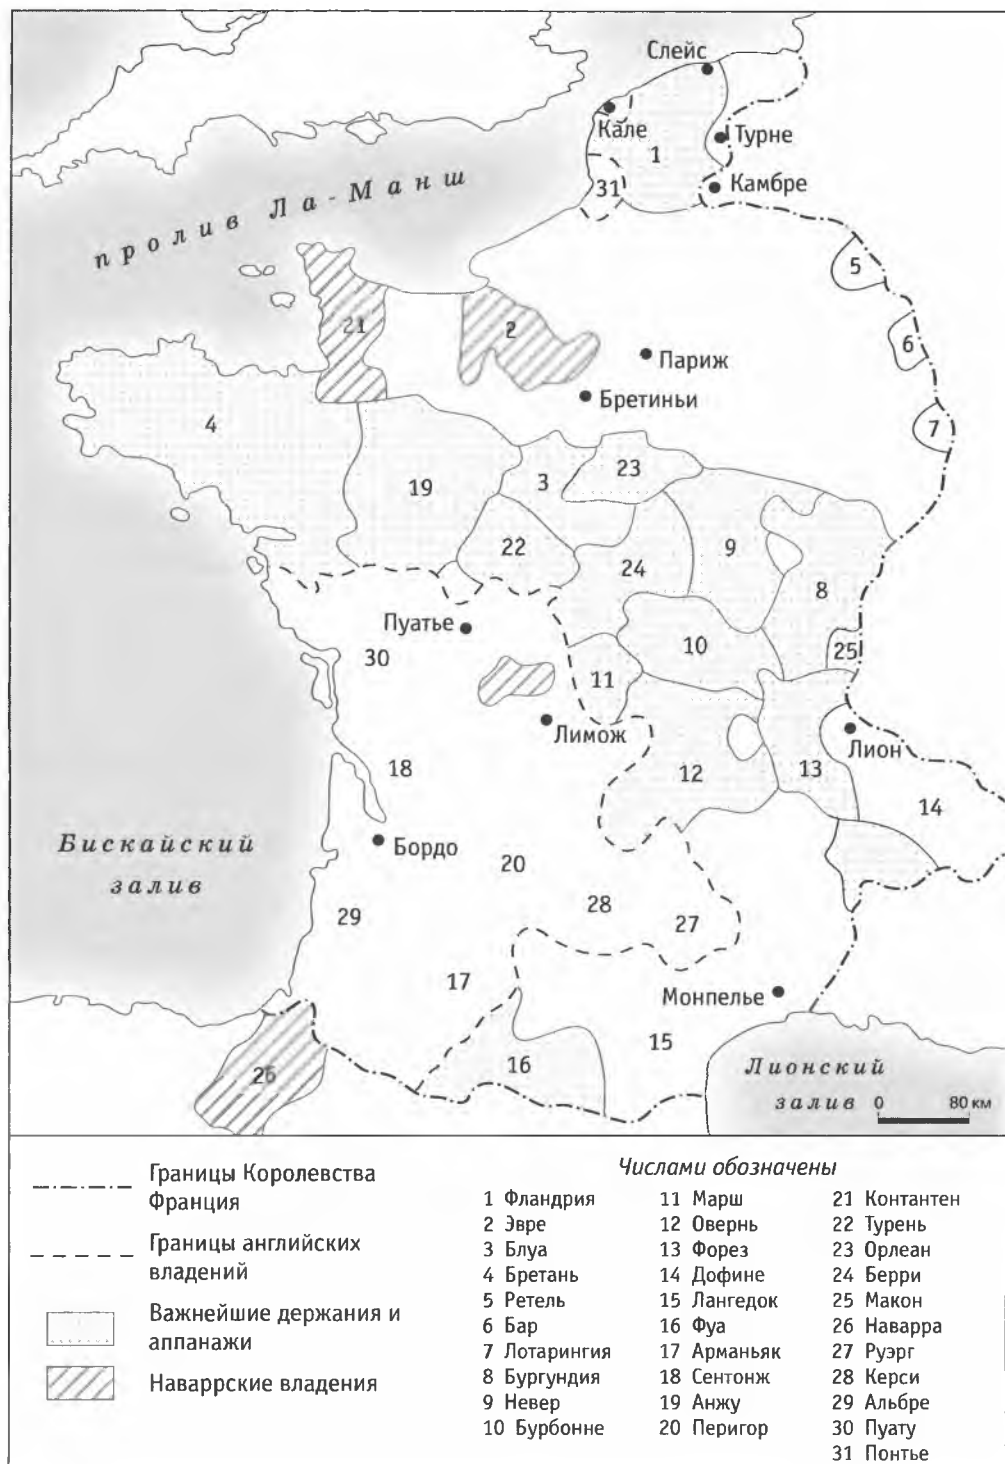 Слейс
Кале
1
Турне
31
Камбре
пролив Ла-Манш
5
21
2
6
Париж
Бретиньи
4
7
3
23
19
9
22
24
8
Пуатье
30
10
25
11
Лимож
Лион
18
12
13
14
Бискайский
залив
Бордо
20
29
28
27
17
Монпелье
15
16
26
Лионский
залив
0 80 км
Границы Королевства
Франция
Границы английских
владений
Важнейшие держания и
аппанажи
Наваррские владения
Числами обозначены
1 Фландрия
2 Эвре
3 Блуа
4 Бретань
5 Ретель
6 Бар
7 Лотарингия
8 Бургундия
9 Невер
10 Бурбонне
11 Марш
12 Овернь
13 Форез
14 Дофине
15 Лангедок
16 Фуа
17 Арманьяк
18 Сентонж
19 Анжу
20 Перигор
21 Контантен
22 Турень
23 Орлеан
24 Берри
25 Макон
26 Наварра
27 Руэрг
28 Керси
29 Альбре
30 Пуату
31 Понтье